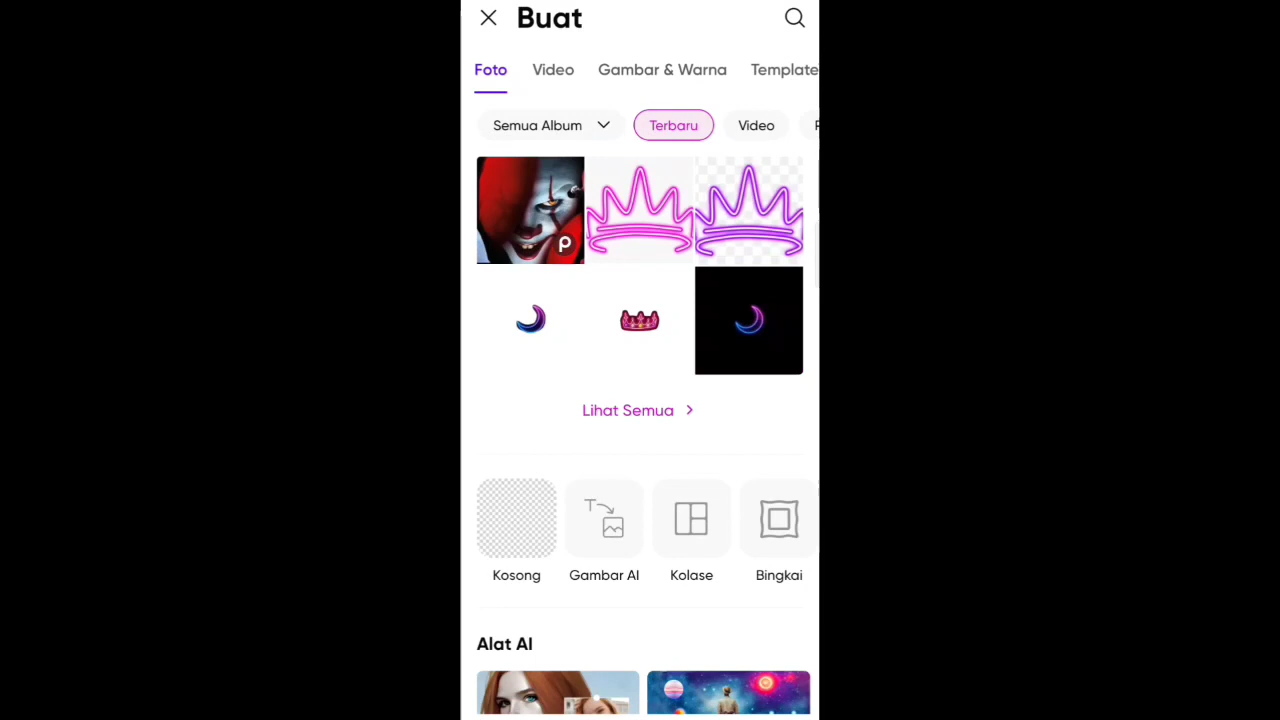 Buat
Foto Video Gambar & Warna Template
Semua Album Terbaru Video
Lihat Semua
Kosong Gambar AI Kolase Bingkai
Alat AI